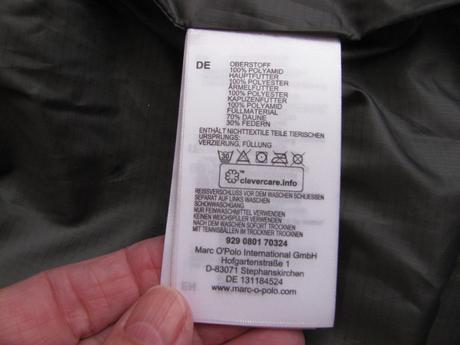 DE
OBERSTOFF
100% POLYAMID
HAUPTFUTTER
100% POLYESTER
ÄRMELFUTTER
100% POLYESTER
KAPUZENFUTTER
100% POLYAMID
FÜLLMATERIAL
70% DAUNE
30% FEDERN
ENTHÄLT NICHTTEXTILE TEILE TIERISCHEN
URSPRUNGS:
VERZIERUNG, FÜLLUNG
30
™
clevercare.info
REISSVERSCHLUSS VOR DEM WASCHEN SCHLIESSEN
SEPARAT AUF LINKS WASCHEN
SCHONWASCHGANG
NUR FEINWASCHMITTEL VERWENDEN
KEINEN WEICHSPÜLER VERWENDEN
NACH DEM WASCHEN SOFORT TROCKNEN
MIT TENNISBÄLLEN IM TROCKNER TROCKNEN
929 0801 70324
Marc O'Polo International GmbH
Hofgartenstraße 1
D-83071 Stephanskirchen
DE 131184524
www.marc-o-polo.com
EN